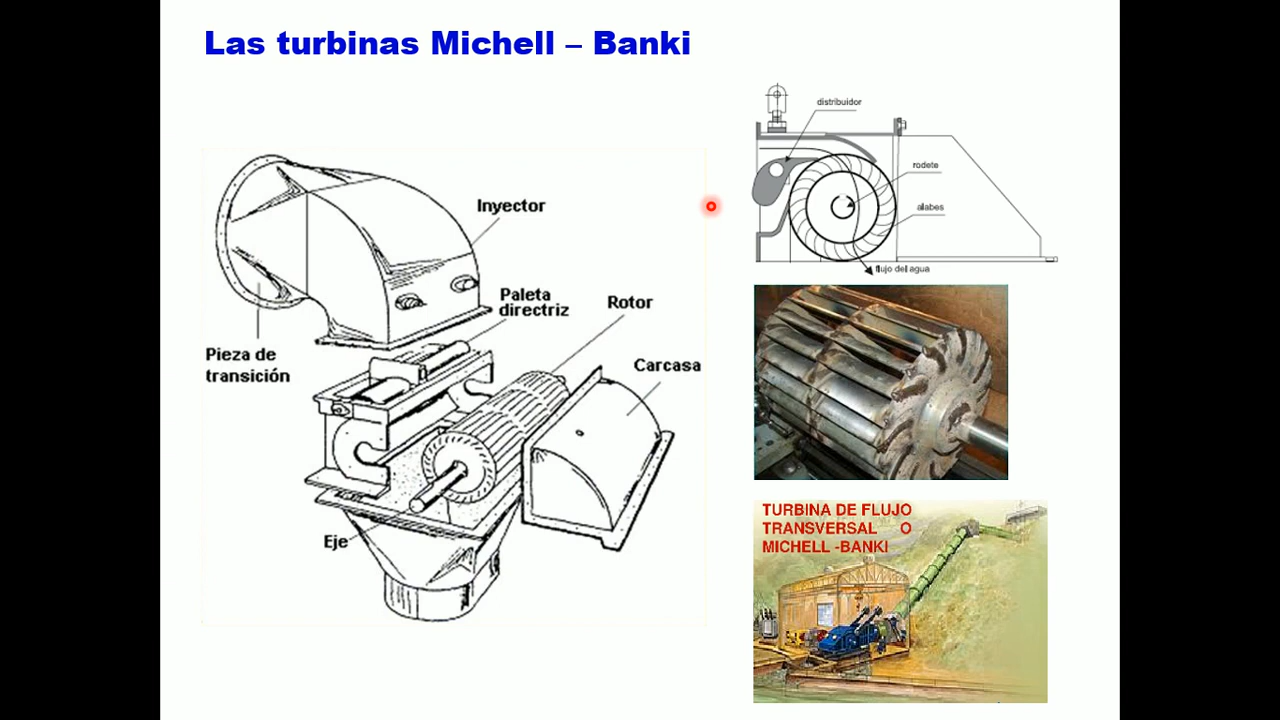 Las turbinas Michell – Banki
Inyector
Paleta
directriz
Rotor
Carcasa
Pieza de
transición
Eje
distribuidor
rodete
alabes
flujo del agua
TURBINA DE FLUJO
TRANSVERSAL O
MICHELL -BANKI